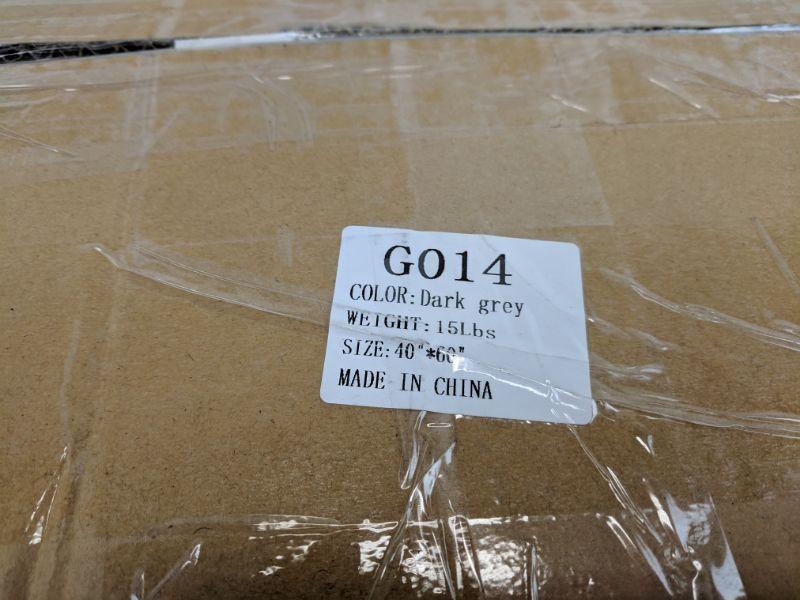 G014
COLOR:Dark grey
WEIGHT:15Lbs
SIZE:40"*60"
MADE IN CHINA